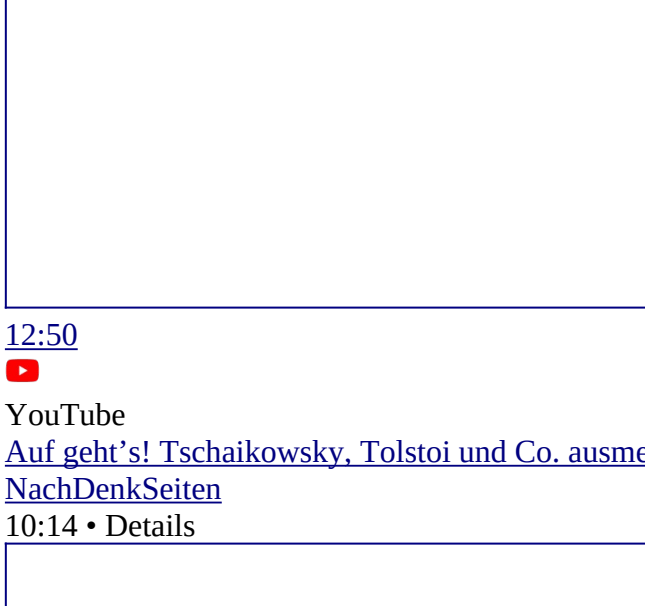 12:50
YouTube
Auf geht’s! Tschaikowsky, Tolstoi und Co. ausme
NachDenkSeiten
10:14 • Details